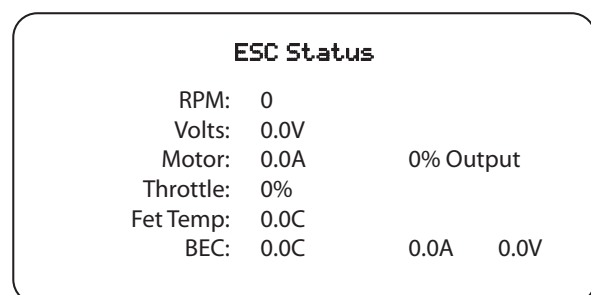 ESC Status
RPM: 0
Volts: 0.0V
Motor: 0.0A 0% Output
Throttle: 0%
Fet Temp: 0.0C
BEC: 0.0C 0.0A 0.0V